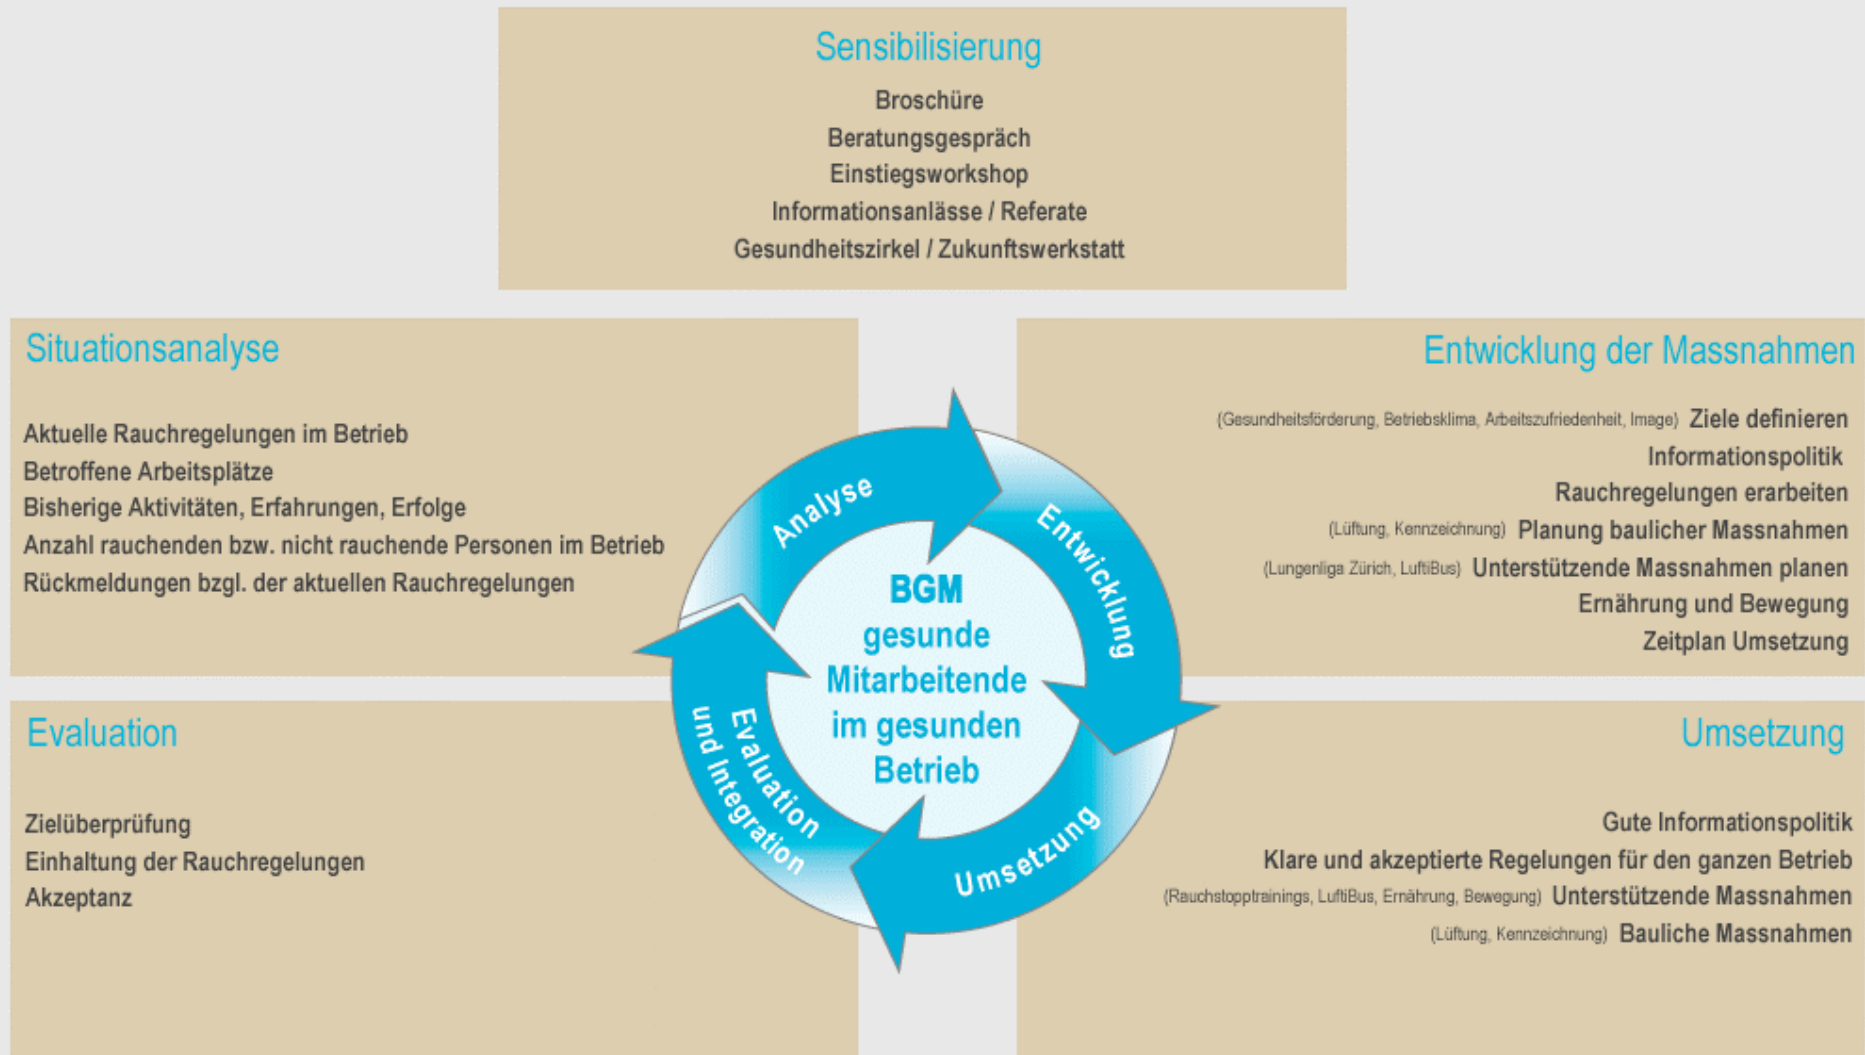 Sensibilisierung
Broschüre
Beratungsgespräch
Einstiegsworkshop
Informationsanlässe / Referate
Gesundheitszirkel / Zukunftswerkstatt
Situationsanalyse
Aktuelle Rauchregelungen im Betrieb
Betroffene Arbeitsplätze
Bisherige Aktivitäten, Erfahrungen, Erfolge
Anzahl rauchenden bzw. nicht rauchende Personen im Betrieb
Rückmeldungen bzgl. der aktuellen Rauchregelungen
Entwicklung der Massnahmen
(Gesundheitsförderung, Betriebsklima, Arbeitszufriedenheit, Image) Ziele definieren
Informationspolitik
Rauchregelungen erarbeiten
(Lüftung, Kennzeichnung) Planung baulicher Massnahmen
(Lungenliga Zürich, LuftiBus) Unterstützende Massnahmen planen
Ernährung und Bewegung
Zeitplan Umsetzung
Analyse
Entwicklung
Umsetzung
Evaluation
und Integration
BGM
gesunde
Mitarbeitende
im gesunden
Betrieb
Evaluation
Zielüberprüfung
Einhaltung der Rauchregelungen
Akzeptanz
Umsetzung
Gute Informationspolitik
Klare und akzeptierte Regelungen für den ganzen Betrieb
(Rauchstopptrainings, LuftiBus, Ernährung, Bewegung) Unterstützende Massnahmen
(Lüftung, Kennzeichnung) Bauliche Massnahmen